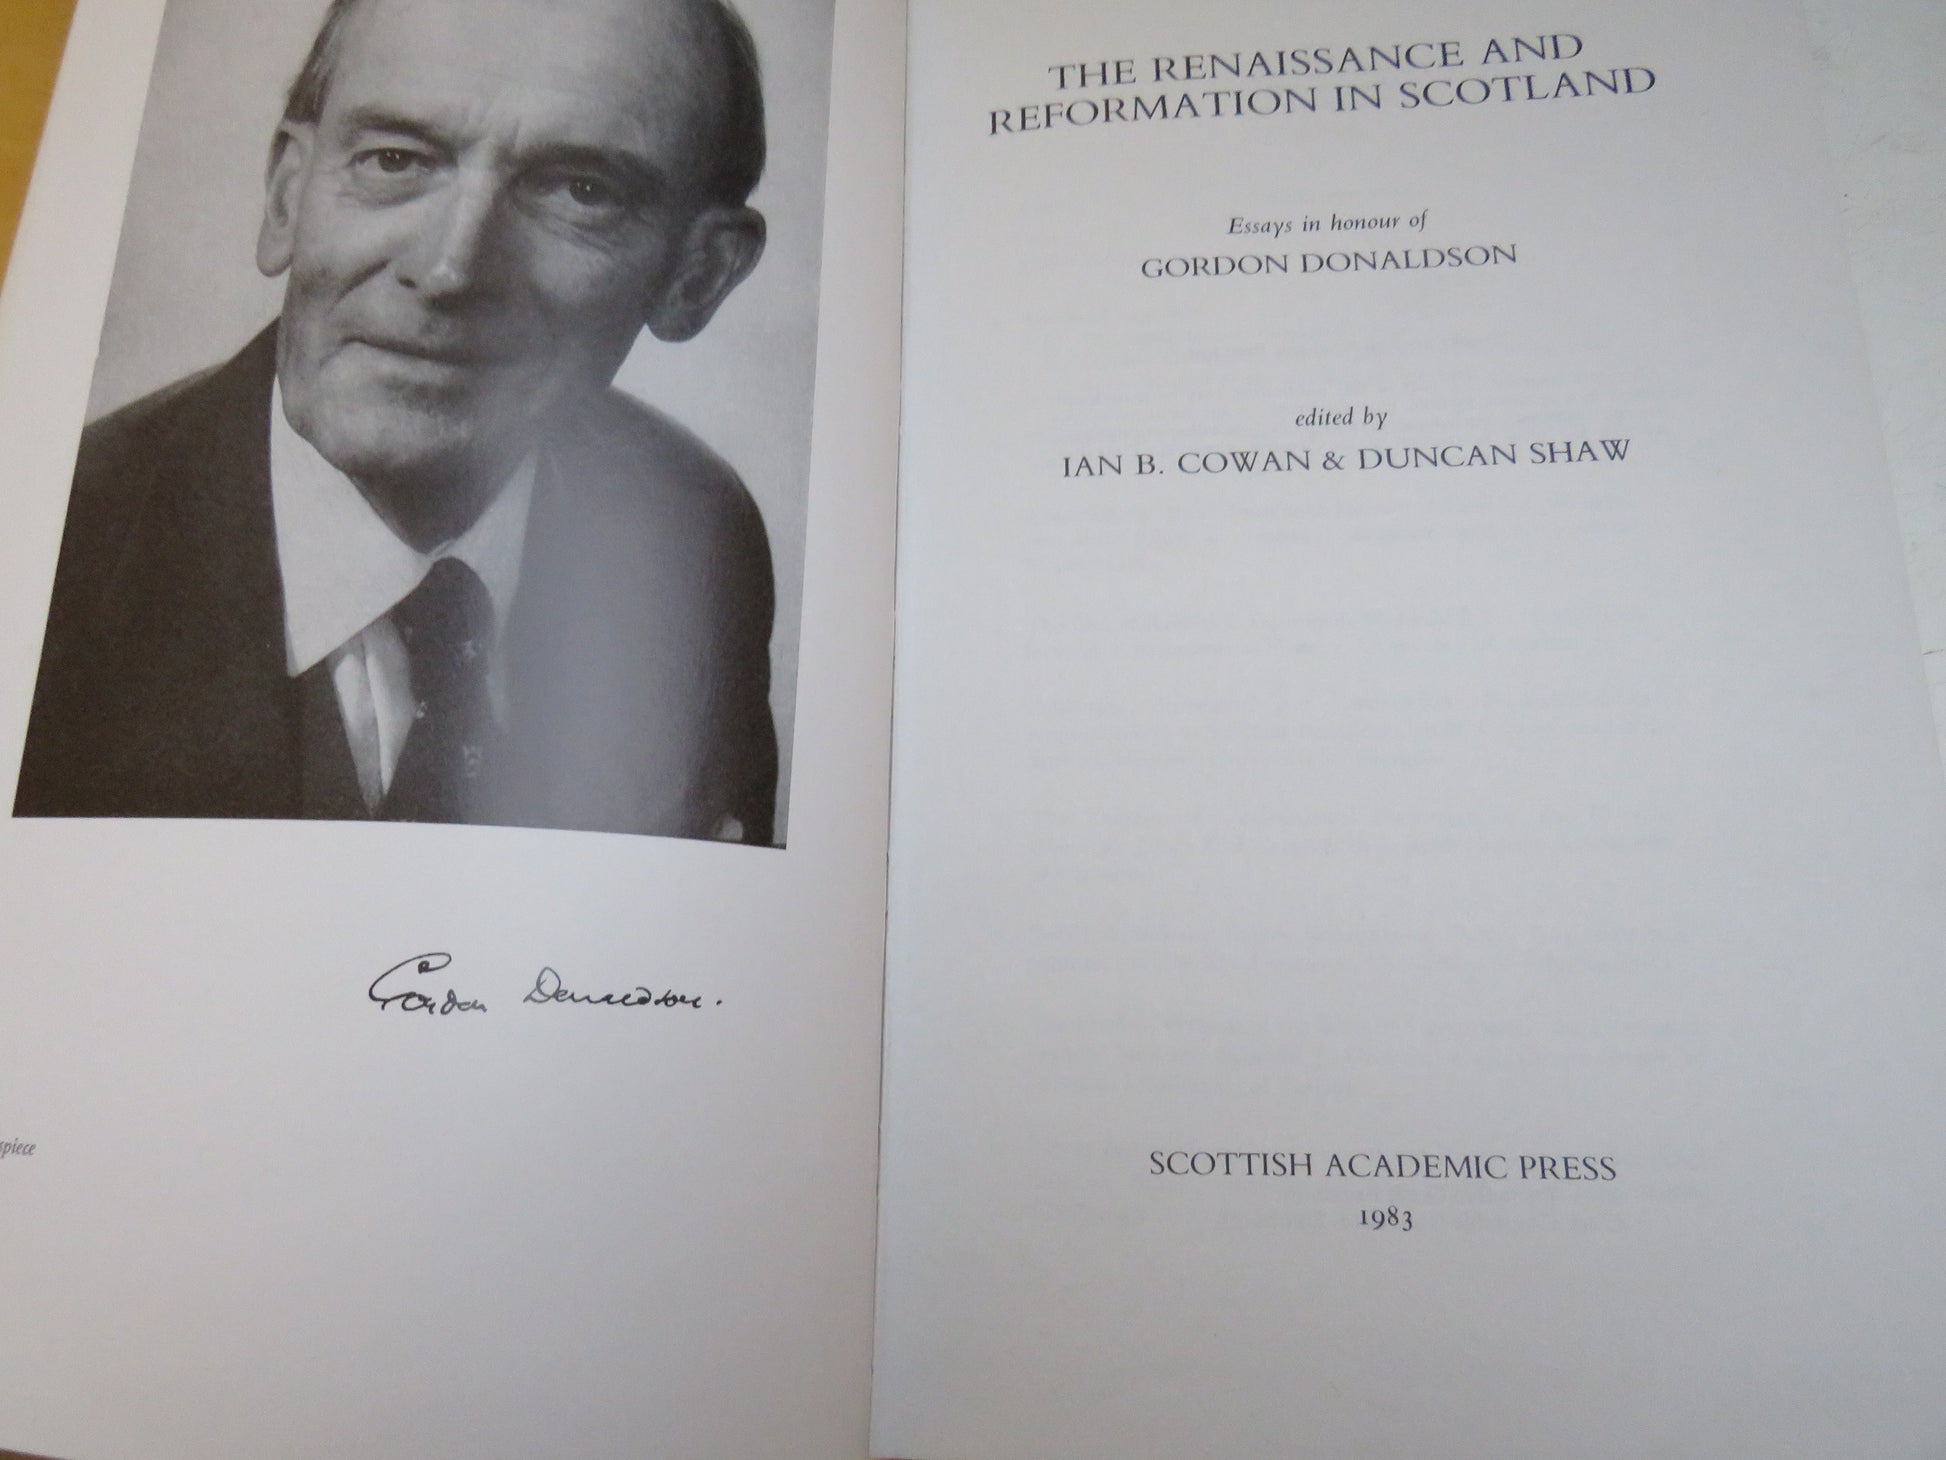 Gordon Donaldson.
spiece
THE RENAISSANCE AND
REFORMATION IN SCOTLAND
Essays in honour of
GORDON DONALDSON
edited by
IAN B. COWAN & DUNCAN SHAW
SCOTTISH ACADEMIC PRESS
1983